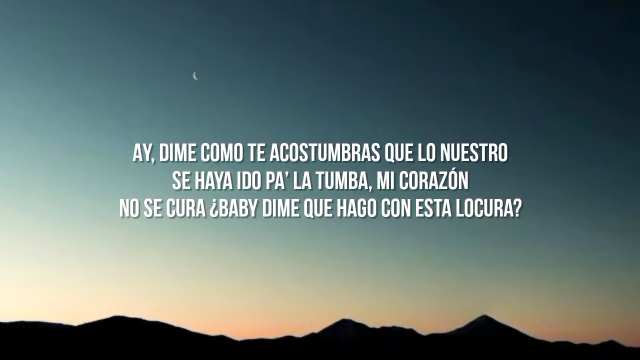 AY, DIME COMO TE ACOSTUMBRAS QUE LO NUESTRO
SE HAYA IDO PA' LA TUMBA, MI CORAZÓN
NO SE CURA ¿BABY DIME QUE HAGO CON ESTA LOCURA?